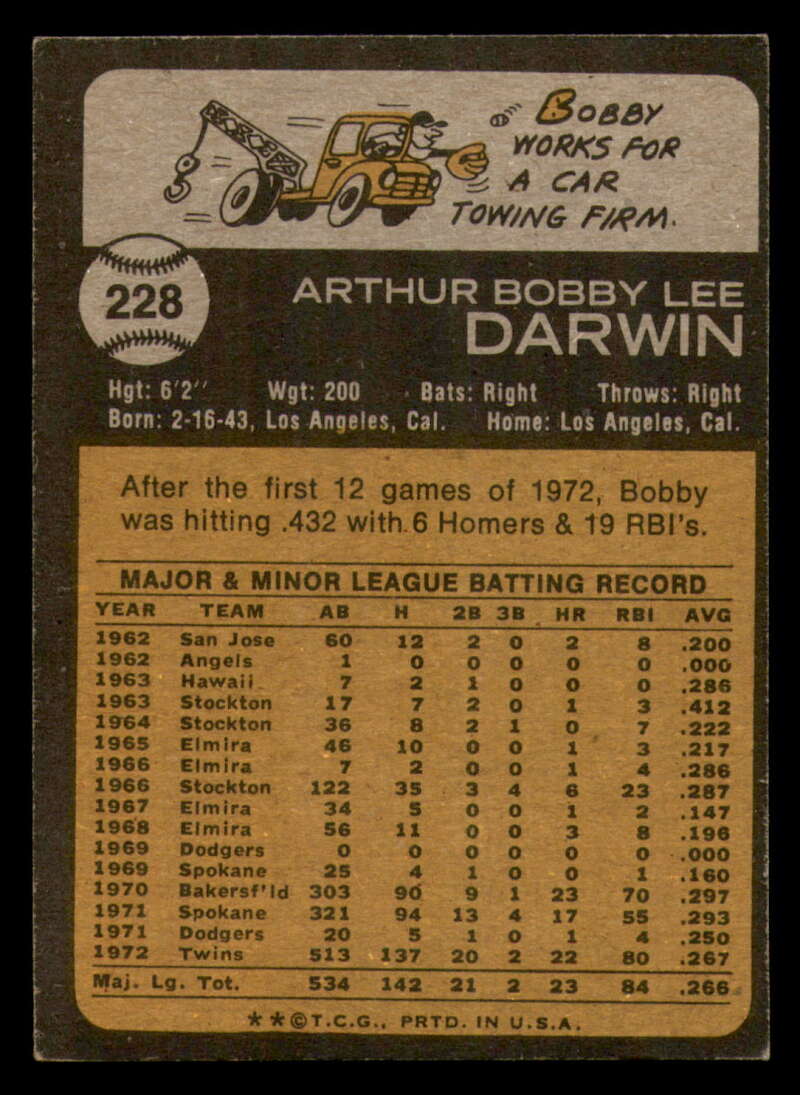 BOBBY
WORKS FOR
A CAR
TOWING FIRM.
228
ARTHUR BOBBY LEE
DARWIN
Hgt: 6'2" Wgt: 200 Bats: Right Throws: Right
Born: 2-16-43, Los Angeles, Cal. Home: Los Angeles, Cal.
After the first 12 games of 1972, Bobby
was hitting .432 with 6 Homers & 19 RBI's.
MAJOR & MINOR LEAGUE BATTING RECORD
YEAR TEAM AB H 2B 3B HR RBI AVG
1962 San Jose 60 12 2 0 2 8 .200
1962 Angels 1 0 0 0 0 0 .000
1963 Hawaii 7 2 1 0 0 0 .286
1963 Stockton 17 7 2 0 1 3 .412
1964 Stockton 36 8 2 1 0 7 .222
1965 Elmira 46 10 0 0 1 3 .217
1966 Elmira 7 2 0 0 1 4 .286
1966 Stockton 122 35 3 4 6 23 .287
1967 Elmira 34 5 0 0 1 2 .147
1968 Elmira 56 11 0 0 3 8 .196
1969 Dodgers 0 0 0 0 0 0 .000
1969 Spokane 25 4 1 0 0 1 .160
1970 Bakersf'ld 303 90 9 1 23 70 .297
1971 Spokane 321 94 13 4 17 55 .293
1971 Dodgers 20 5 1 0 1 4 .250
1972 Twins 513 137 20 2 22 80 .267
Maj. Lg. Tot. 534 142 21 2 23 84 .266
**©T.C.G., PRTD. IN U.S.A.